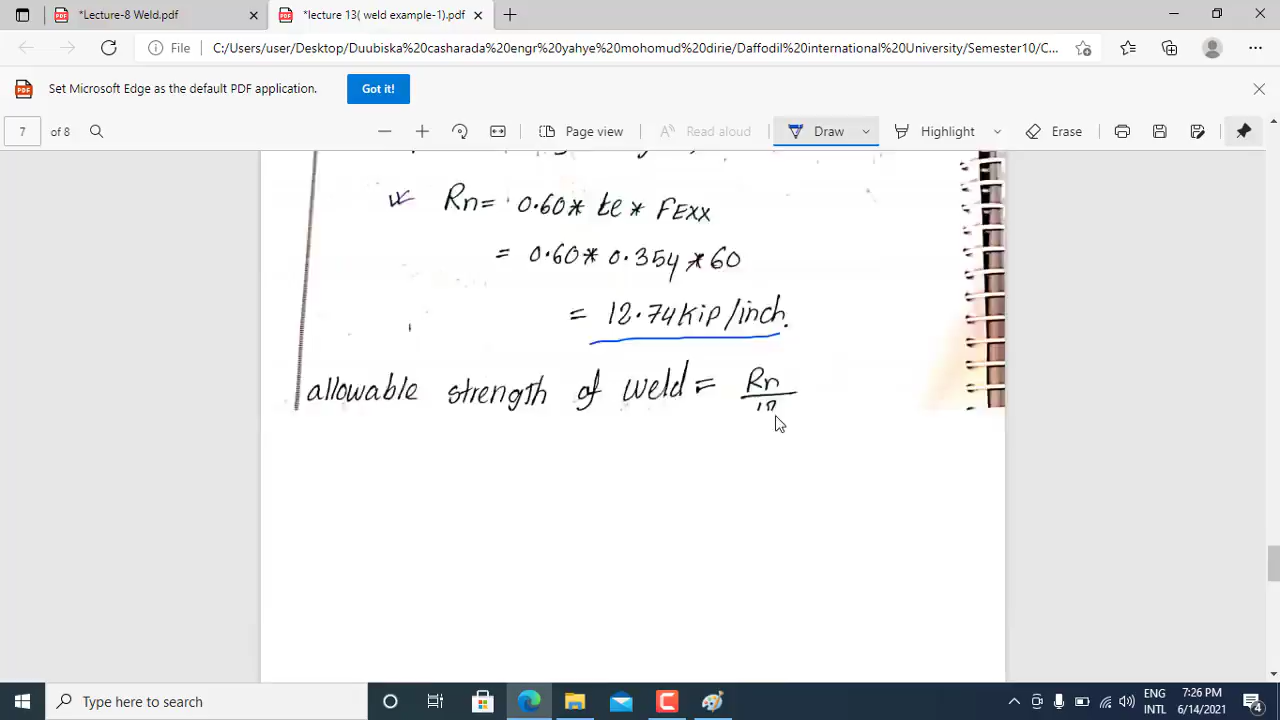 *Lecture-8 Weld.pdf
*lecture 13( weld example-1).pdf
File
C:/Users/user/Desktop/Duubiska%20casharada%20engr%20yahye%20mohomud%20dirie/Daffodil%20international%20University/Semester10/C...
Set Microsoft Edge as the default PDF application.
Got it!
7 of 8
Page view
Read aloud
Draw
Highlight
Erase
Rn= 0.60* te* FEXX
= 0.60* 0.354 *60
= 12.74 Kip/inch.
allowable strength of weld = Rn
Type here to search
ENG
INTL
7:26 PM
6/14/2021
4